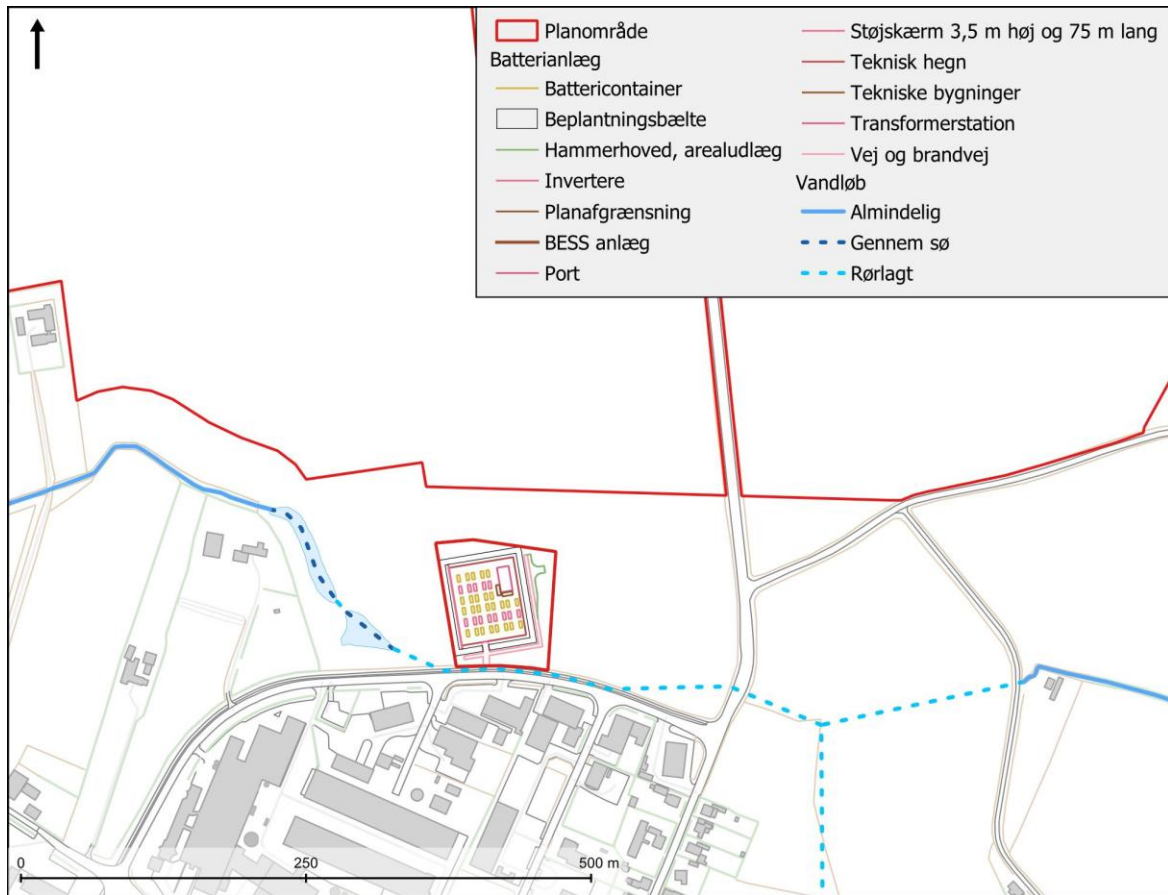 Planområde
Batterianlæg
Battericontainer
Beplantningsbælte
Hammerhoved, arealudlæg
Invertere
Planafgrænsning
BESS anlæg
Port
Støjskærm 3,5 m høj og 75 m lang
Teknisk hegn
Tekniske bygninger
Transformerstation
Vej og brandvej
Vandløb
Almindelig
Gennem sø
Rørlagt
0 250 500 m